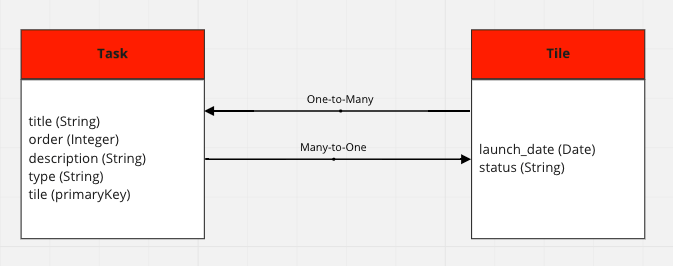 Task
title (String)
order (Integer)
description (String)
type (String)
tile (primaryKey)
One-to-Many
Many-to-One
Tile
launch_date (Date)
status (String)